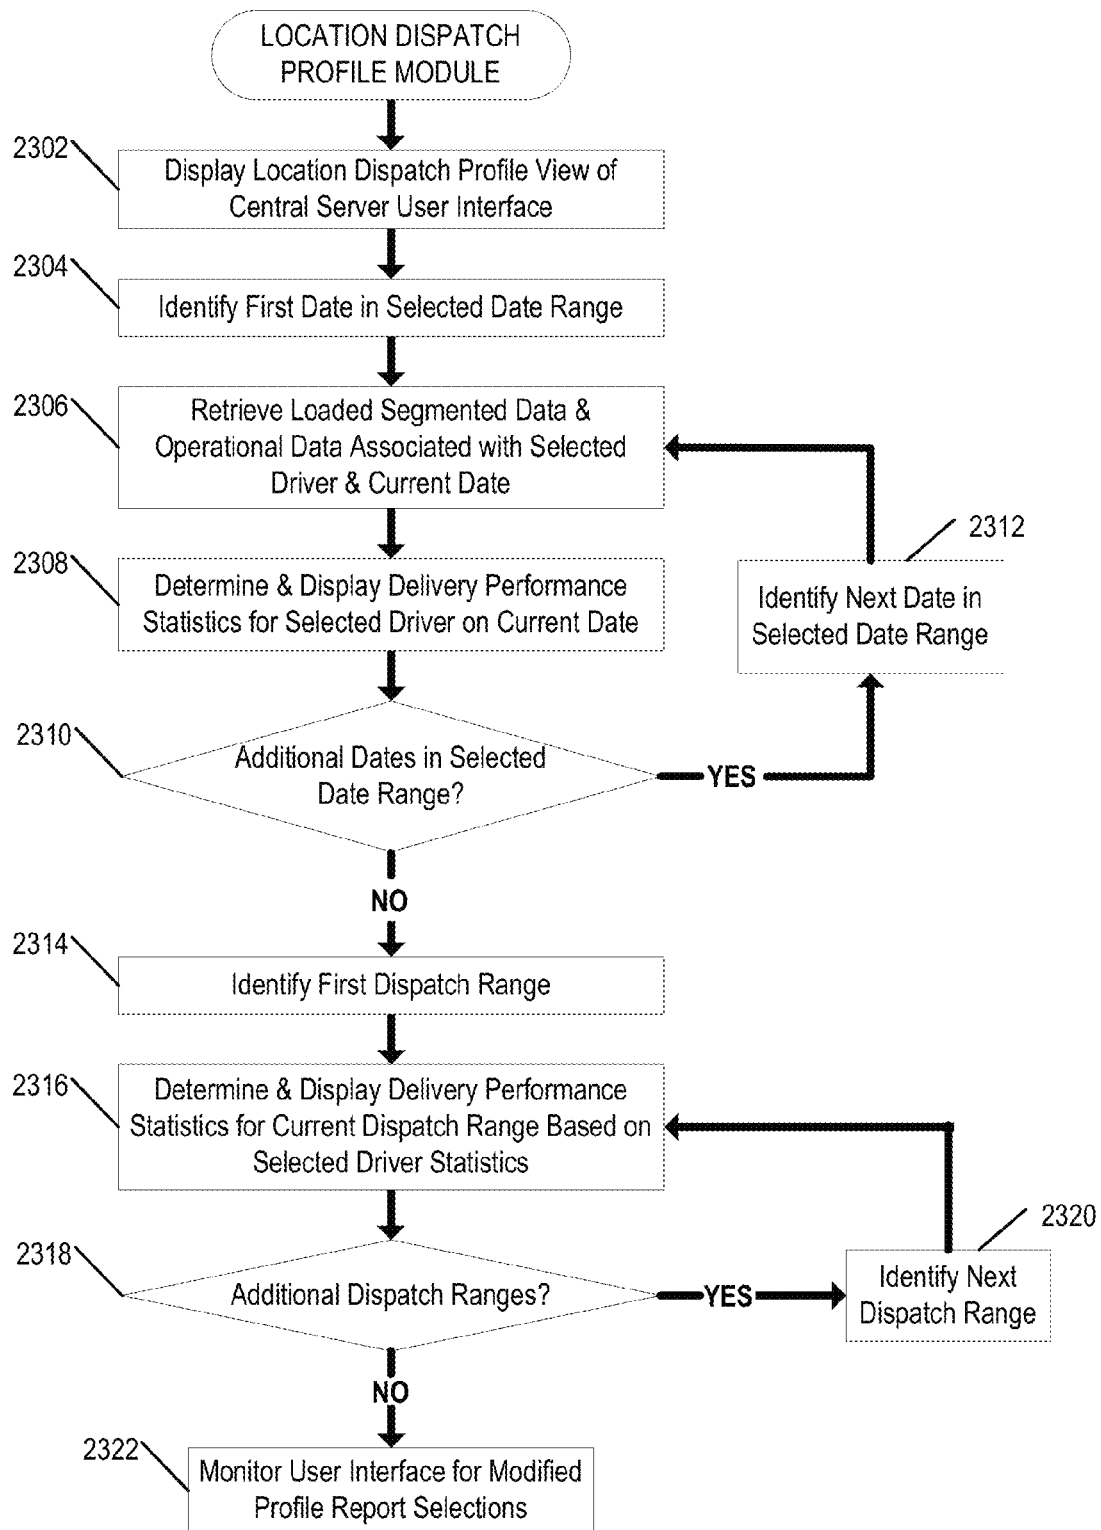 LOCATION DISPATCH
PROFILE MODULE
2302
Display Location Dispatch Profile View of
Central Server User Interface
2304
Identify First Date in Selected Date Range
2306
Retrieve Loaded Segmented Data &
Operational Data Associated with Selected
Driver & Current Date
2308
Determine & Display Delivery Performance
Statistics for Selected Driver on Current Date
2312
Identify Next Date in
Selected Date Range
2310
Additional Dates in Selected
Date Range?
YES
NO
2314
Identify First Dispatch Range
2316
Determine & Display Delivery Performance
Statistics for Current Dispatch Range Based on
Selected Driver Statistics
2318
Additional Dispatch Ranges?
YES
2320
Identify Next
Dispatch Range
NO
2322
Monitor User Interface for Modified
Profile Report Selections